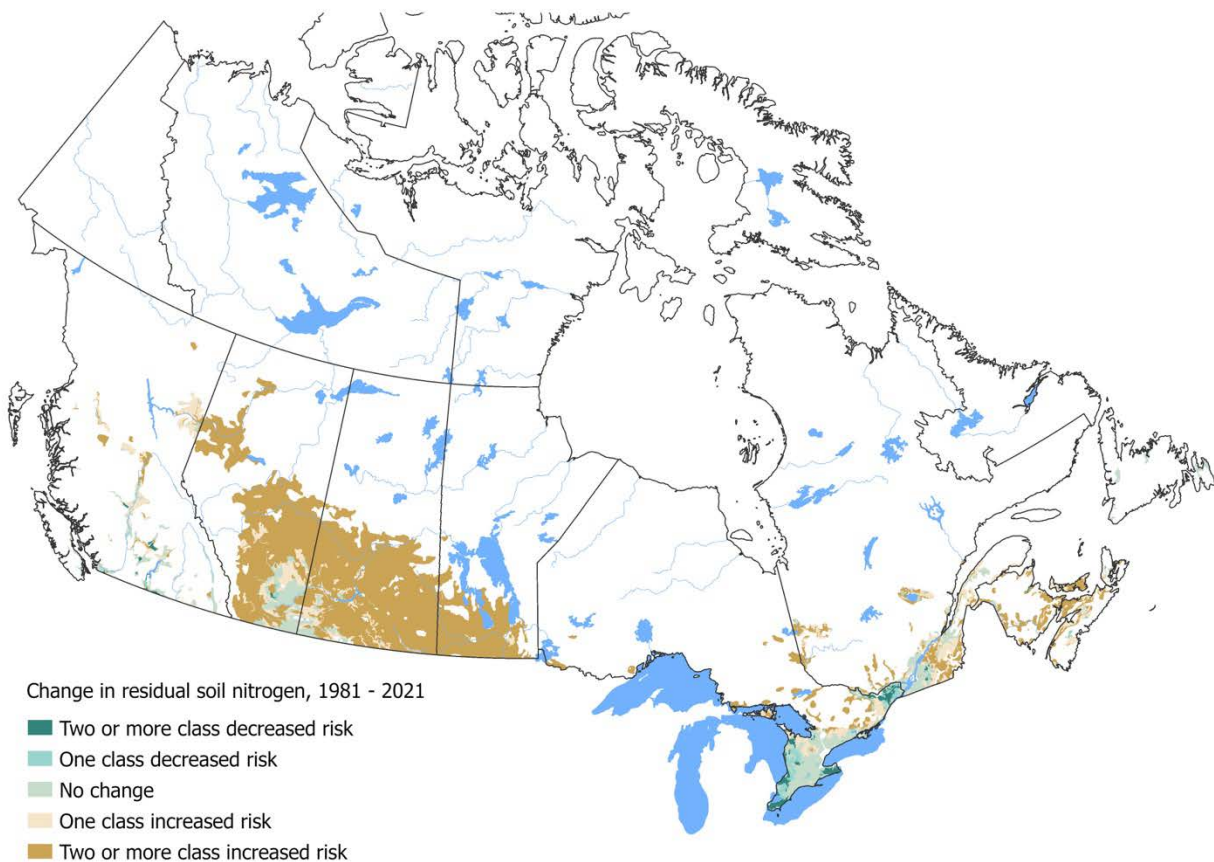 Change in residual soil nitrogen, 1981 - 2021
Two or more class decreased risk
One class decreased risk
No change
One class increased risk
Two or more class increased risk